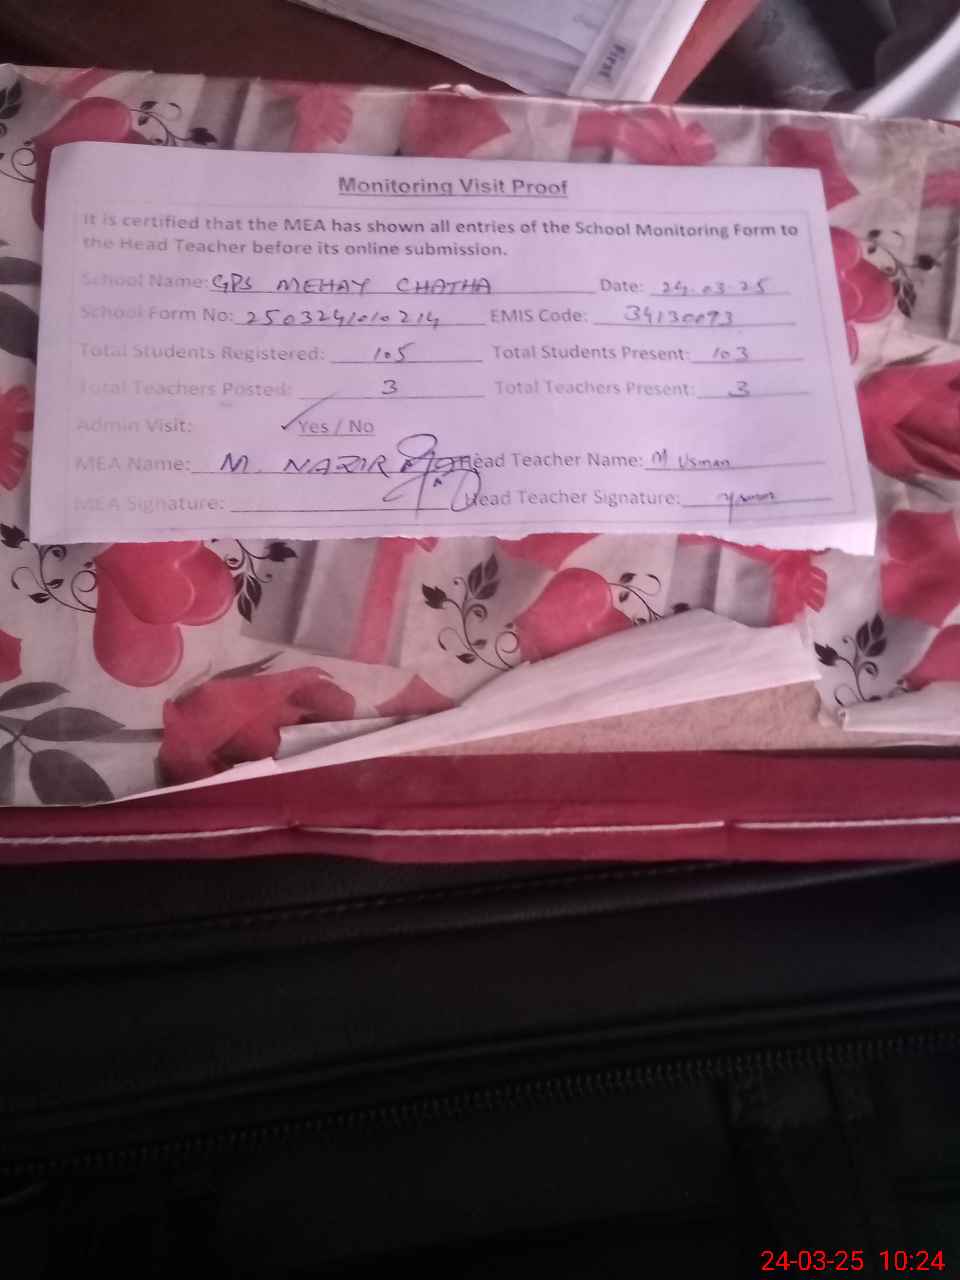 First
Monitoring Visit Proof
It is certified that the MEA has shown all entries of the School Monitoring Form to
the Head Teacher before its online submission.
School Name: GPS MEHAY CHATHA Date: 24.03.25
School Form No: 2503241010214 EMIS Code: 34130093
Total Students Registered: 105 Total Students Present: 103
Total Teachers Posted: 3 Total Teachers Present: 3
Admin Visit: Yes / No
MEA Name: M. NAZIR Head Teacher Name: M Usman
MEA Signature: Head Teacher Signature:
24-03-25 10:24